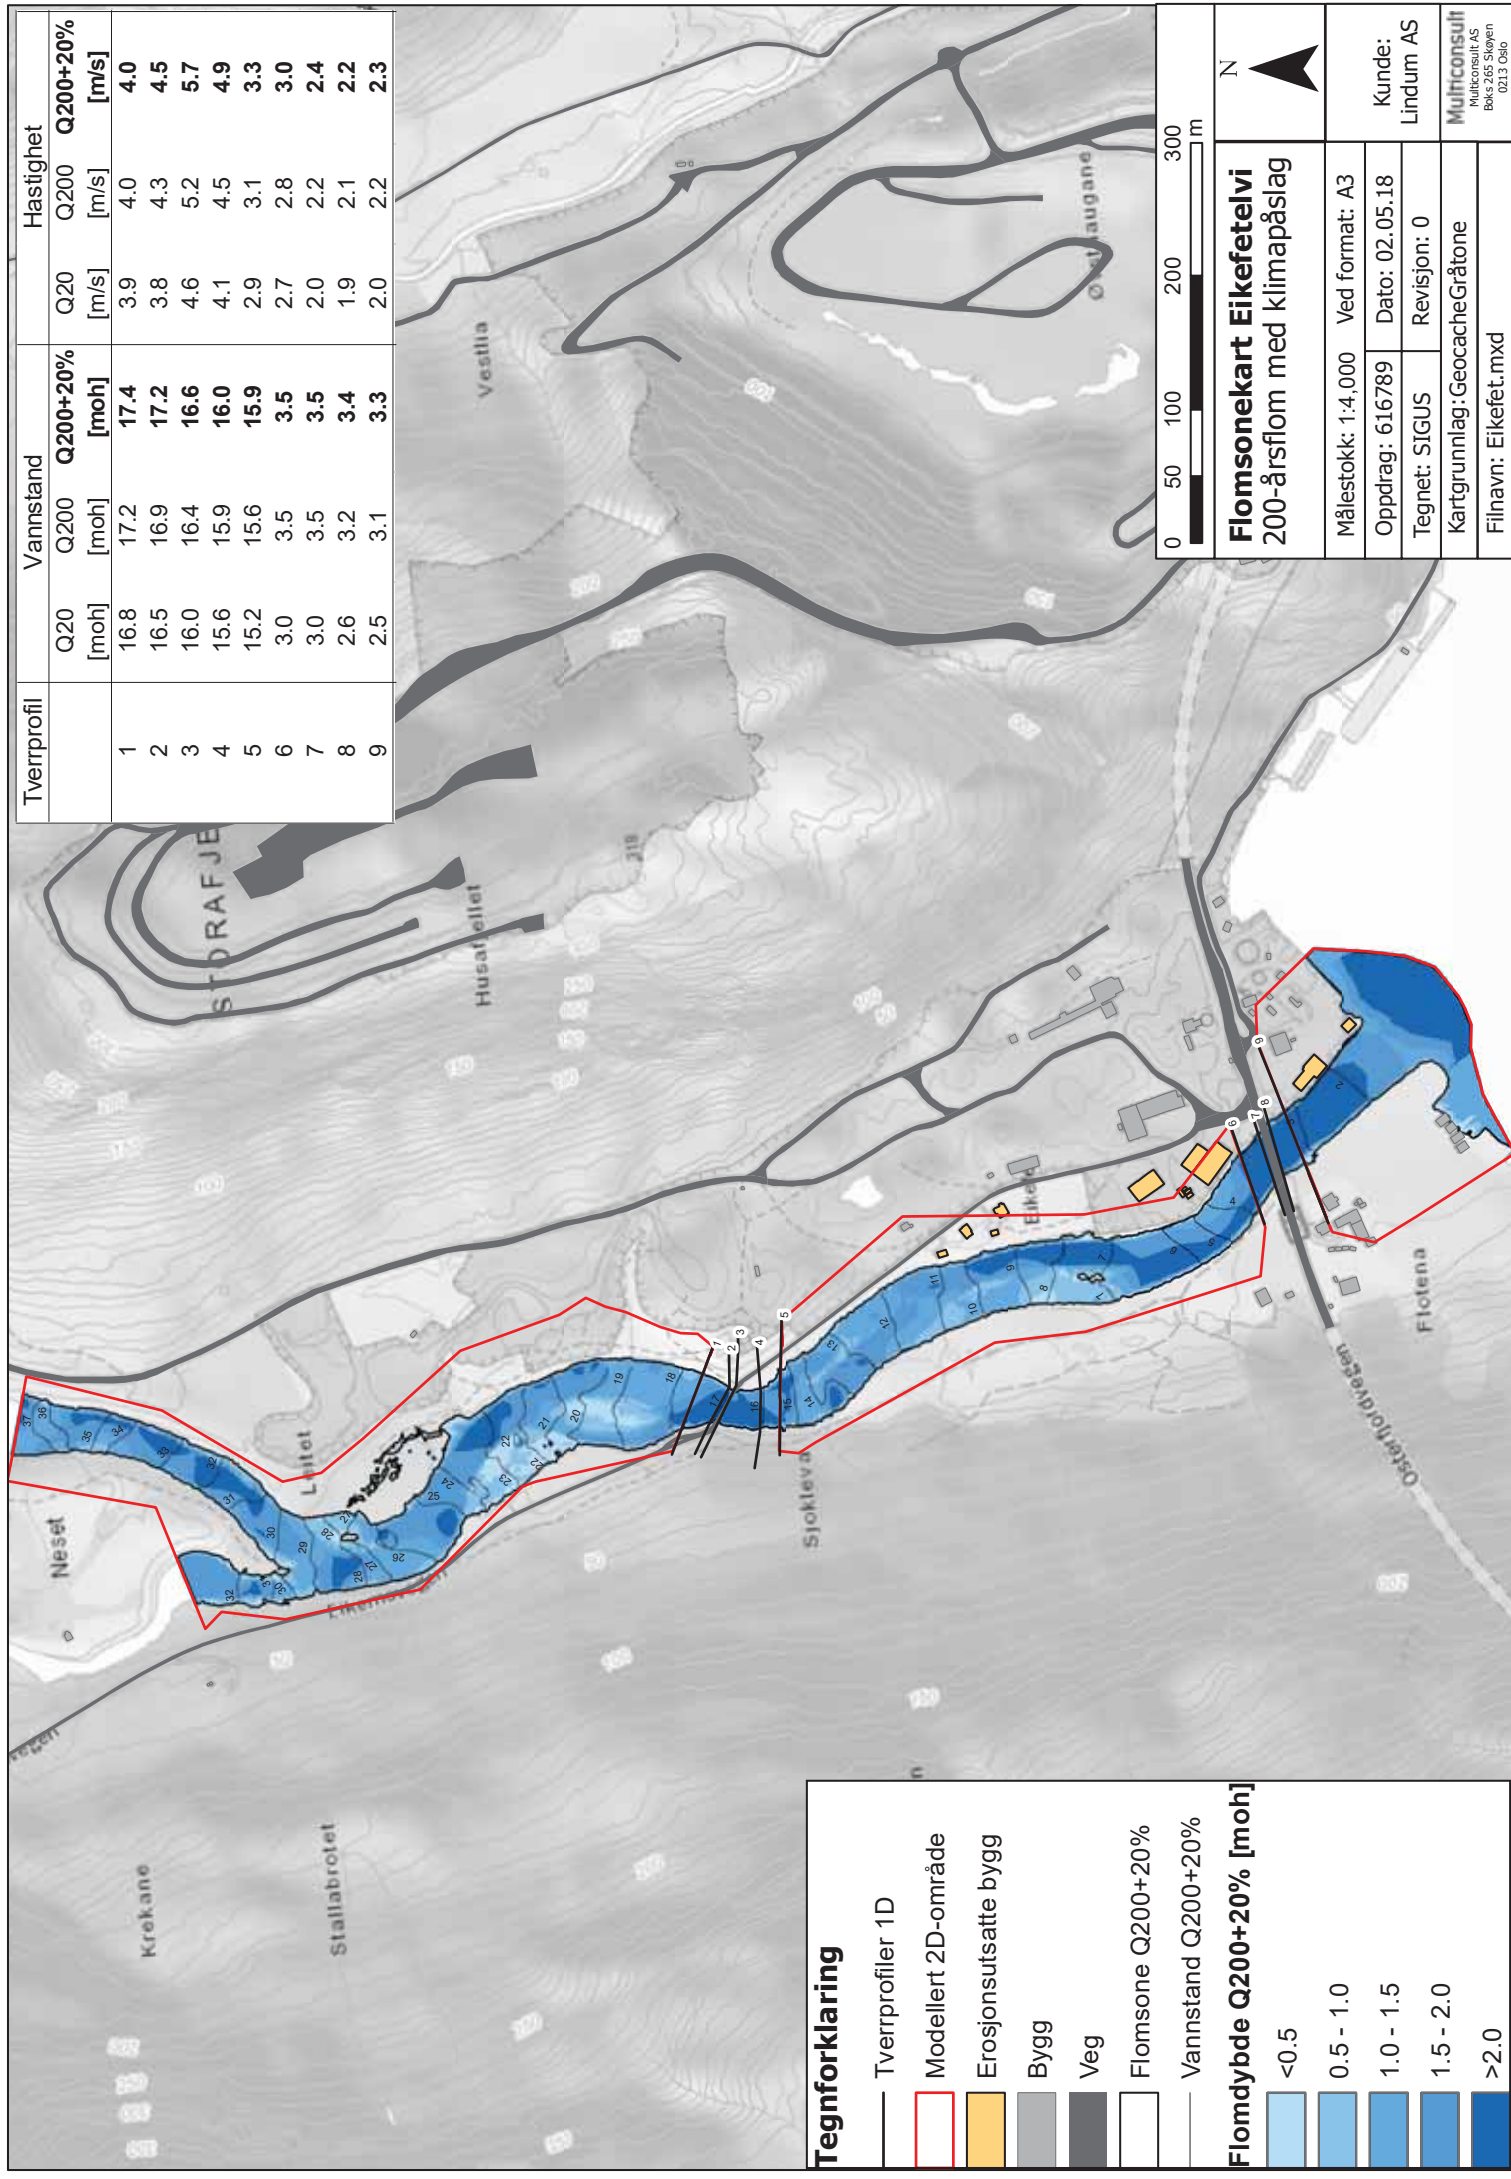 Tverrprofil Vannstand Hastighet
Q20 Q200 Q200+20% Q20 Q200 Q200+20%
[moh] [moh] [moh] [m/s] [m/s] [m/s]
1 16.8 17.2 17.4 3.9 4.0 4.0
2 16.5 16.9 17.2 3.8 4.3 4.5
3 16.0 16.4 16.6 4.6 5.2 5.7
4 15.6 15.9 16.0 4.1 4.5 4.9
5 15.2 15.6 15.9 2.9 3.1 3.3
6 3.0 3.5 3.5 2.7 2.8 3.0
7 3.0 3.5 3.5 2.0 2.2 2.4
8 2.6 3.2 3.4 1.9 2.1 2.2
9 2.5 3.1 3.3 2.0 2.2 2.3
Krekane
Stallabrotet
Neset
Leitet
STORAFJE
Husafjellet
Vestlia
319
Sjokleva
Flotena
Osterfjordvegen
Tegnforklaring
Tverrprofiler 1D
Modellert 2D-område
Erosjonsutsatte bygg
Bygg
Veg
Flomsone Q200+20%
Vannstand Q200+20%
Flomdybde Q200+20% [moh]
<0.5
0.5 - 1.0
1.0 - 1.5
1.5 - 2.0
>2.0
0 50 100 200 300
m
N
Flomsonekart Eikefetelvi
200-årsflom med klimapåslag
Målestokk: 1:4,000 Ved format: A3
Oppdrag: 616789 Dato: 02.05.18
Tegnet: SIGUS Revisjon: 0
Kartgrunnlag:GeocacheGråtone
Filnavn: Eikefet.mxd
Kunde:
Lindum AS
Multiconsult
Multiconsult AS
Boks 265 Skøyen
0213 Oslo